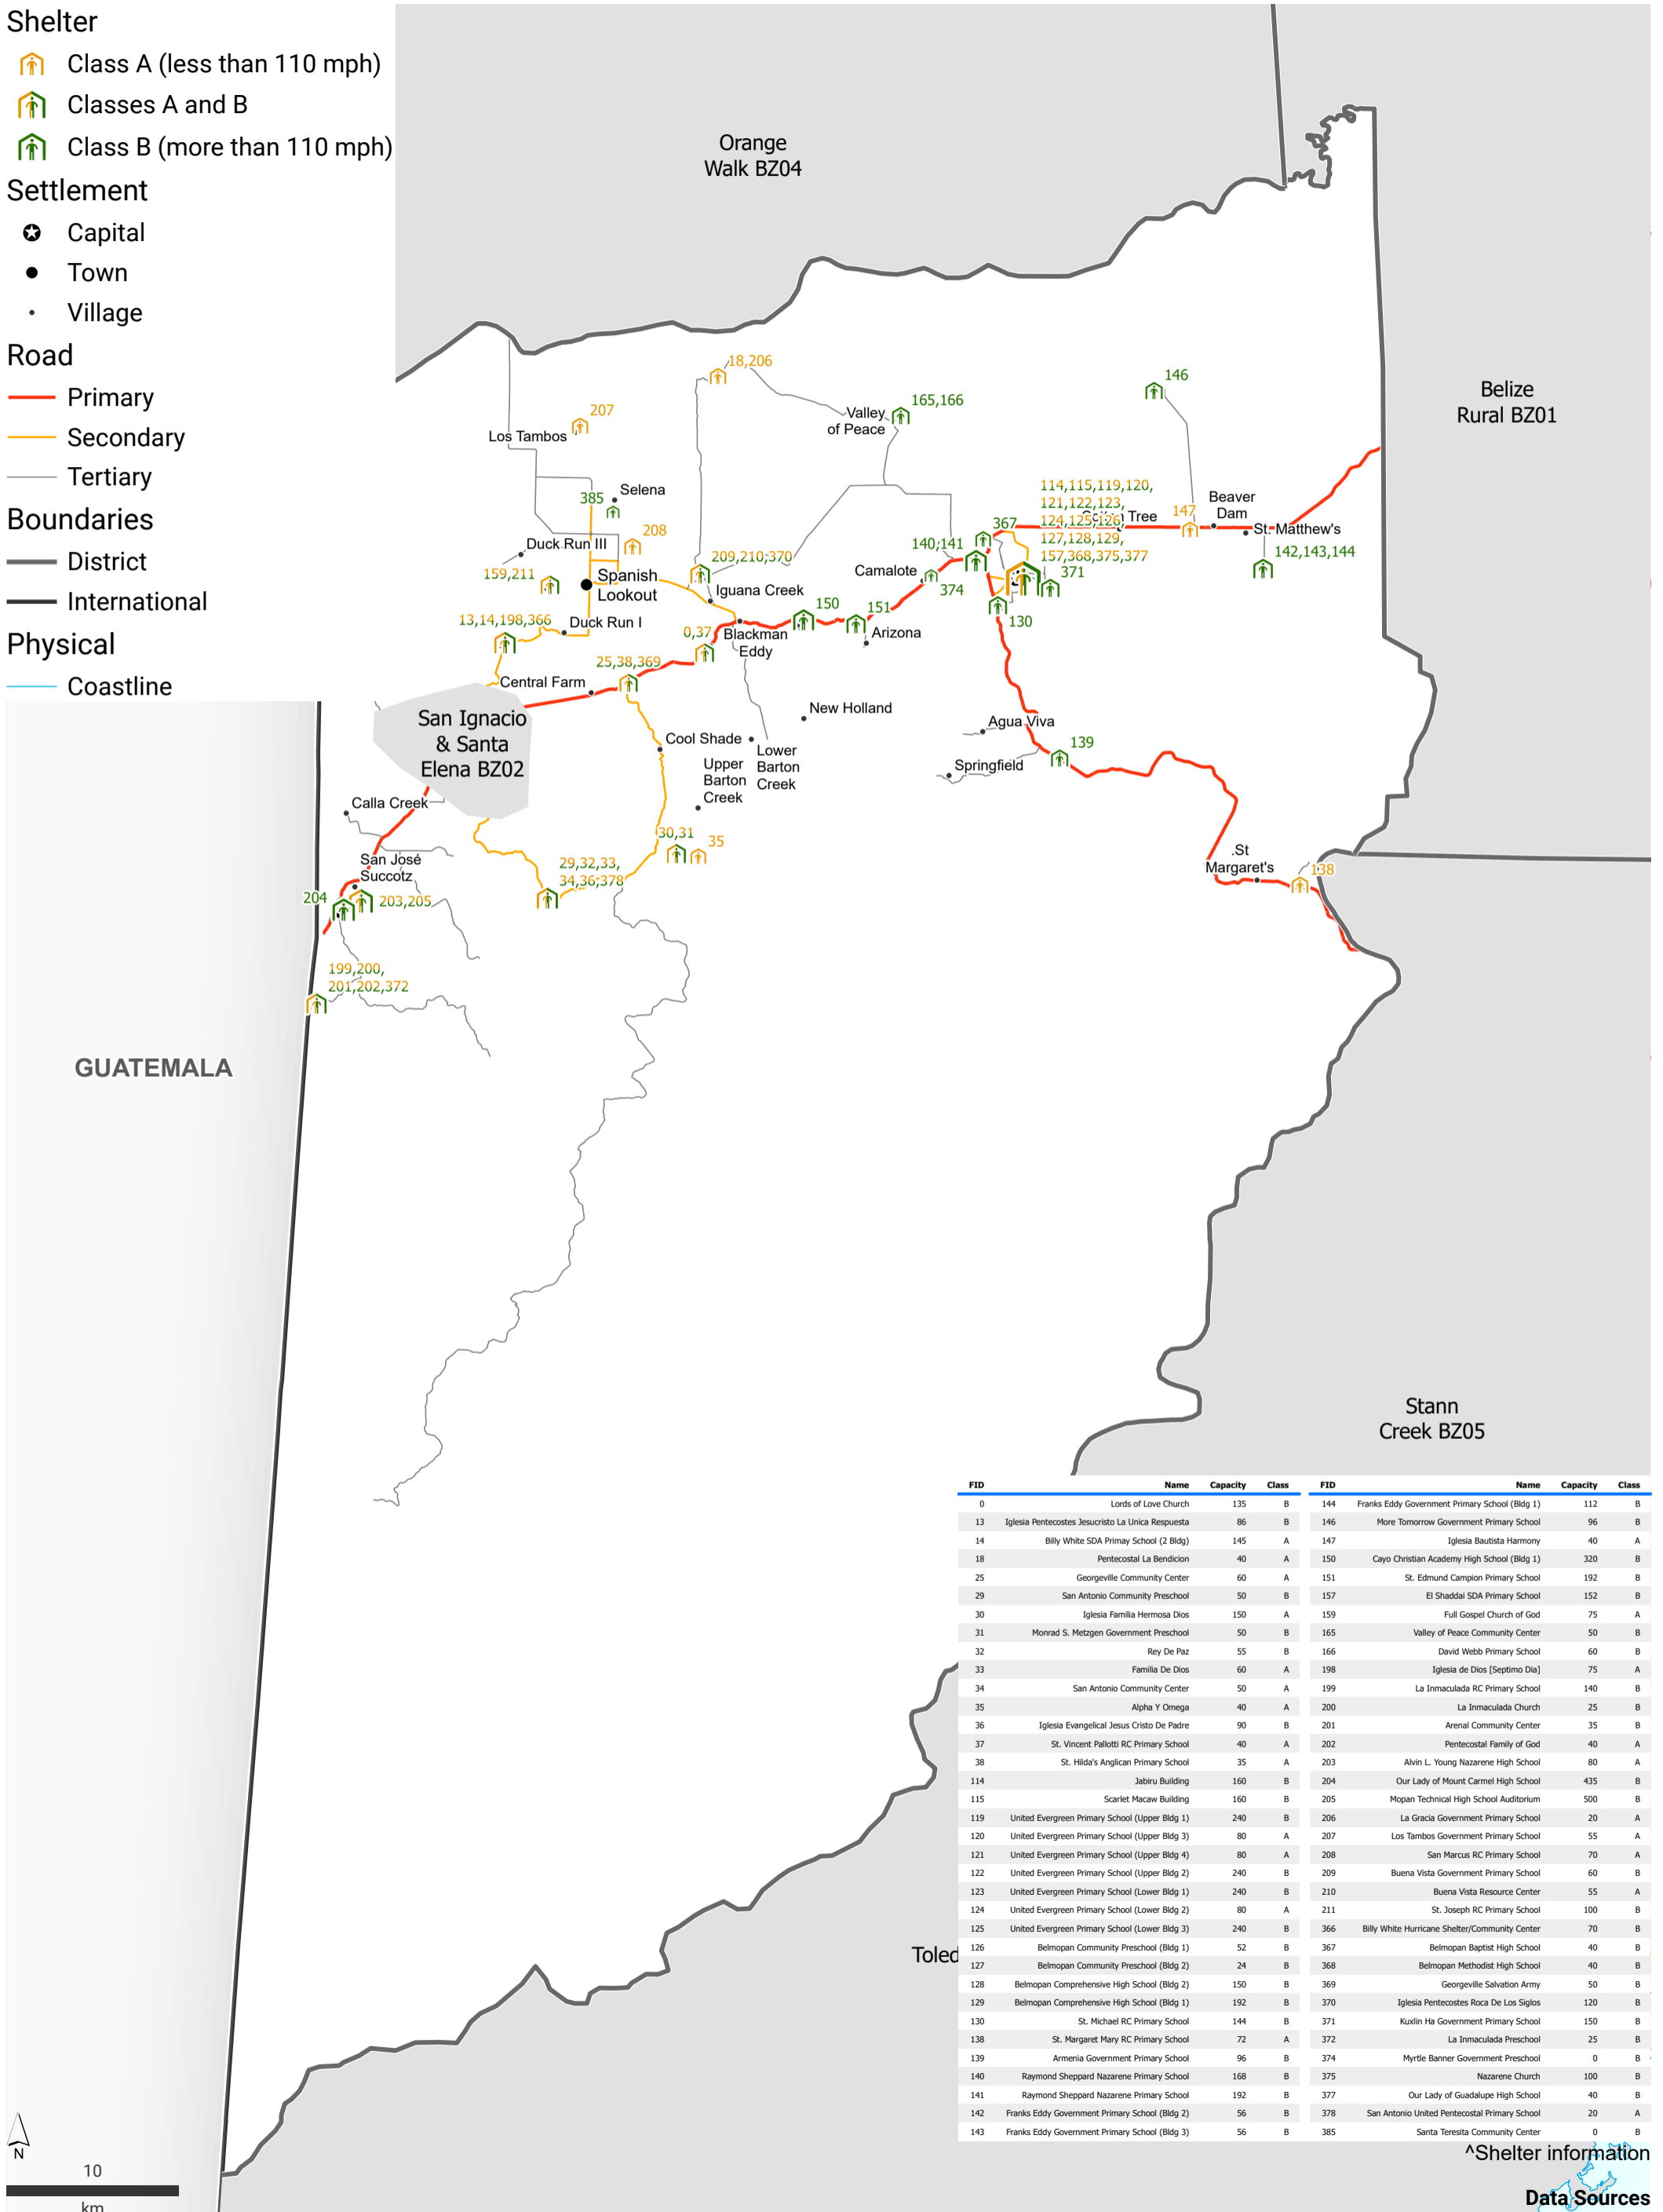 Shelter
Class A (less than 110 mph)
Classes A and B
Class B (more than 110 mph)
Settlement
Capital
Town
Village
Road
Primary
Secondary
Tertiary
Boundaries
District
International
Physical
Coastline
Orange
Walk BZ04
Belize
Rural BZ01
18,206
146
165,166
Valley
of Peace
207
Los Tambos
Selena
385
208
Duck Run III
159,211
Spanish
Lookout
209,210,370
Iguana Creek
114,115,119,120,
121,122,123,
124,125,126,
127,128,129,
157,368,375,377
Tree
367
147
Beaver
Dam
St. Matthew's
142,143,144
140,141
Camalote
374
371
130
13,14,198,366
Duck Run I
0,37
Blackman
Eddy
150
151
Arizona
25,38,369
Central Farm
San Ignacio
& Santa
Elena BZ02
New Holland
Agua Viva
139
Cool Shade
Lower
Barton
Creek
Upper
Barton
Creek
Springfield
Calla Creek
30,31
35
San José
Succotz
29,32,33,
34,36,378
.St
Margaret's
138
204
203,205
199,200,
201,202,372
GUATEMALA
Stann
Creek BZ05
Toled
FID Name Capacity Class FID Name Capacity Class
0 Lords of Love Church 135 B 144 Franks Eddy Government Primary School (Bldg 1) 112 B
13 Iglesia Pentecostes Jesucristo La Unica Respuesta 86 B 146 More Tomorrow Government Primary School 96 B
14 Billy White SDA Primay School (2 Bldg) 145 A 147 Iglesia Bautista Harmony 40 A
18 Pentecostal La Bendicion 40 A 150 Cayo Christian Academy High School (Bldg 1) 320 B
25 Georgeville Community Center 60 A 151 St. Edmund Campion Primary School 192 B
29 San Antonio Community Preschool 50 B 157 El Shaddai SDA Primary School 152 B
30 Iglesia Familia Hermosa Dios 150 A 159 Full Gospel Church of God 75 A
31 Monrad S. Metzgen Government Preschool 50 B 165 Valley of Peace Community Center 50 B
32 Rey De Paz 55 B 166 David Webb Primary School 60 B
33 Familia De Dios 60 A 198 Iglesia de Dios [Septimo Dia] 75 A
34 San Antonio Community Center 50 A 199 La Inmaculada RC Primary School 140 B
35 Alpha Y Omega 40 A 200 La Inmaculada Church 25 B
36 Iglesia Evangelical Jesus Cristo De Padre 90 B 201 Arenal Community Center 35 B
37 St. Vincent Pallotti RC Primary School 40 A 202 Pentecostal Family of God 40 A
38 St. Hilda's Anglican Primary School 35 A 203 Alvin L. Young Nazarene High School 80 A
114 Jabiru Building 160 B 204 Our Lady of Mount Carmel High School 435 B
115 Scarlet Macaw Building 160 B 205 Mopan Technical High School Auditorium 500 B
119 United Evergreen Primary School (Upper Bldg 1) 240 B 206 La Gracia Government Primary School 20 A
120 United Evergreen Primary School (Upper Bldg 3) 80 A 207 Los Tambos Government Primary School 55 A
121 United Evergreen Primary School (Upper Bldg 4) 80 A 208 San Marcus RC Primary School 70 A
122 United Evergreen Primary School (Upper Bldg 2) 240 B 209 Buena Vista Government Primary School 60 B
123 United Evergreen Primary School (Lower Bldg 1) 240 B 210 Buena Vista Resource Center 55 A
124 United Evergreen Primary School (Lower Bldg 2) 80 A 211 St. Joseph RC Primary School 100 B
125 United Evergreen Primary School (Lower Bldg 3) 240 B 366 Billy White Hurricane Shelter/Community Center 70 B
126 Belmopan Community Preschool (Bldg 1) 52 B 367 Belmopan Baptist High School 40 B
127 Belmopan Community Preschool (Bldg 2) 24 B 368 Belmopan Methodist High School 40 B
128 Belmopan Comprehensive High School (Bldg 2) 150 B 369 Georgeville Salvation Army 50 B
129 Belmopan Comprehensive High School (Bldg 1) 192 B 370 Iglesia Pentecostes Roca De Los Siglos 120 B
130 St. Michael RC Primary School 144 B 371 Kuxlin Ha Government Primary School 150 B
138 St. Margaret Mary RC Primary School 72 A 372 La Inmaculada Preschool 25 B
139 Armenia Government Primary School 96 B 374 Myrtle Banner Government Preschool 0 B
140 Raymond Sheppard Nazarene Primary School 168 B 375 Nazarene Church 100 B
141 Raymond Sheppard Nazarene Primary School 192 B 377 Our Lady of Guadalupe High School 40 B
142 Franks Eddy Government Primary School (Bldg 2) 56 B 378 San Antonio United Pentecostal Primary School 20 A
143 Franks Eddy Government Primary School (Bldg 3) 56 B 385 Santa Teresita Community Center 0 B
^Shelter information
Data Sources
N
10
km